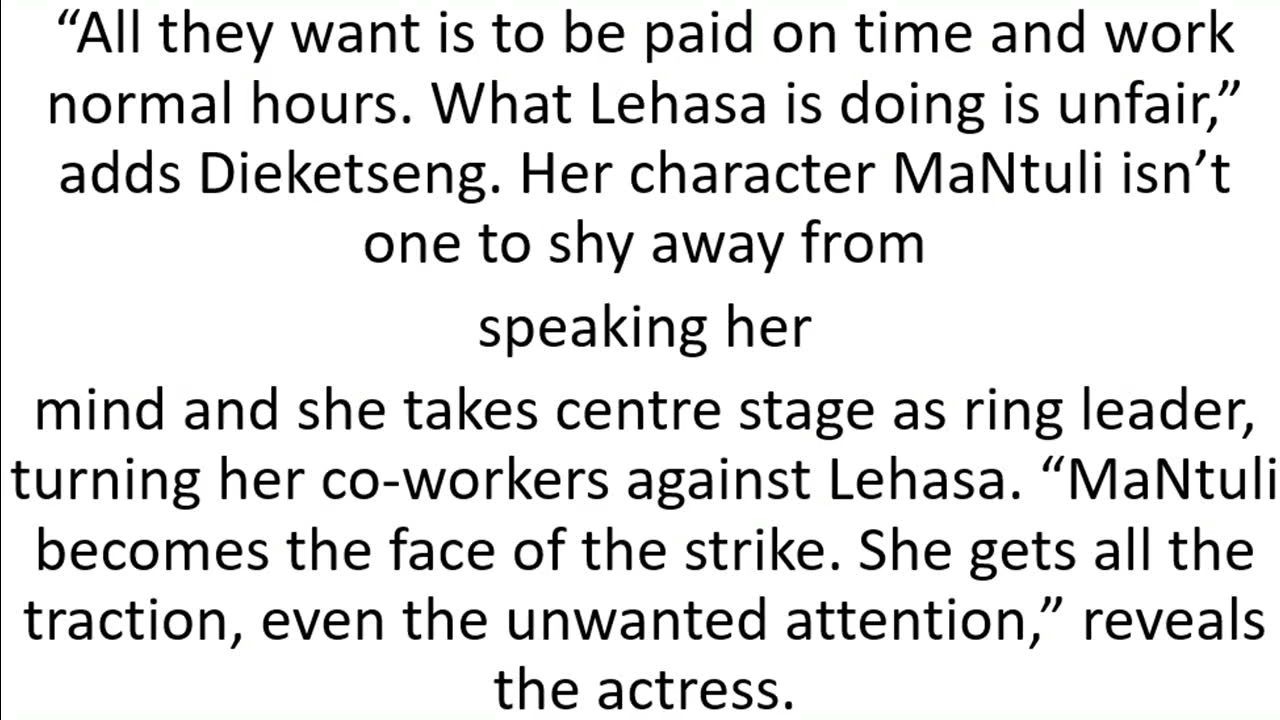 “All they want is to be paid on time and work
normal hours. What Lehasa is doing is unfair,”
adds Dieketseng. Her character MaNtuli isn’t
one to shy away from
speaking her
mind and she takes centre stage as ring leader,
turning her co-workers against Lehasa. “MaNtuli
becomes the face of the strike. She gets all the
traction, even the unwanted attention,” reveals
the actress.